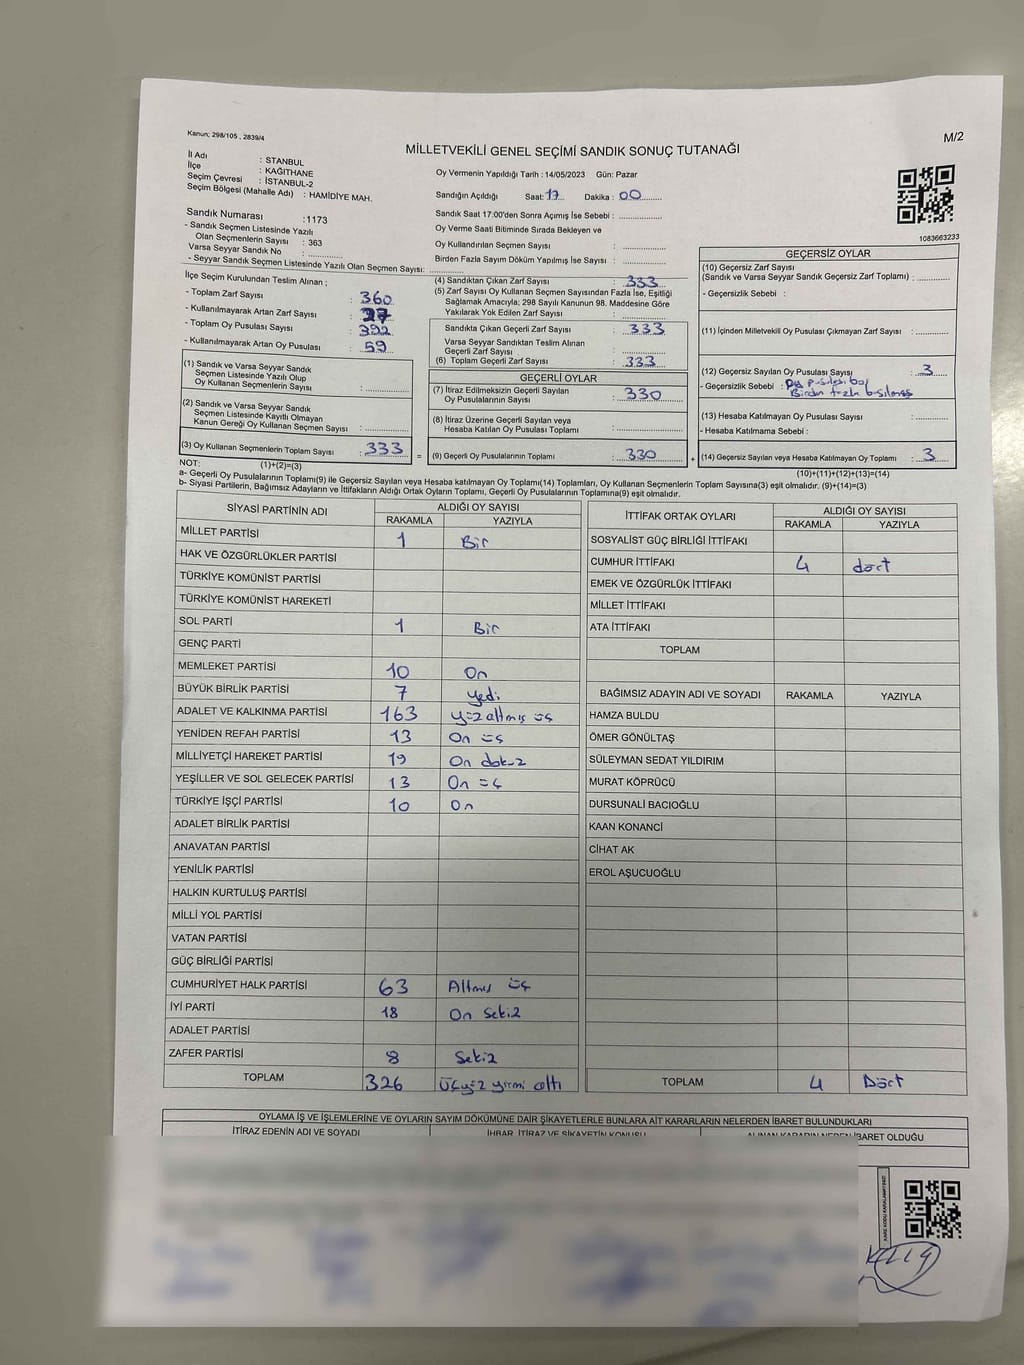 Kanun; 298/105 , 2839/4
M/2
MİLLETVEKİLİ GENEL SEÇİMİ SANDIK SONUÇ TUTANAĞI
İl Adı : STANBUL
İlçe : KAĞITHANE
Seçim Çevresi : İSTANBUL-2
Seçim Bölgesi (Mahalle Adı) : HAMİDİYE MAH.
Oy Vermenin Yapıldığı Tarih : 14/05/2023 Gün: Pazar
Sandığın Açıldığı Saat: 17 Dakika : 00
Sandık Saat 17:00'den Sonra Açılmış İse Sebebi :
Oy Verme Saati Bitiminde Sırada Bekleyen ve
Oy Kullandırılan Seçmen Sayısı :
Birden Fazla Sayım Döküm Yapılmış İse Sayısı :
1083663233
Sandık Numarası :1173
- Sandık Seçmen Listesinde Yazılı
Olan Seçmenlerin Sayısı : 363
Varsa Seyyar Sandık No :
- Seyyar Sandık Seçmen Listesinde Yazılı Olan Seçmen Sayısı:
İlçe Seçim Kurulundan Teslim Alınan ;
- Toplam Zarf Sayısı : 360
- Kullanılmayarak Artan Zarf Sayısı : 27
- Toplam Oy Pusulası Sayısı : 392
- Kullanılmayarak Artan Oy Pusulası : 59
(4) Sandıktan Çıkan Zarf Sayısı : 333
(5) Zarf Sayısı Oy Kullanan Seçmen Sayısından Fazla İse, Eşitliği
Sağlamak Amacıyla; 298 Sayılı Kanunun 98. Maddesine Göre
Yakılarak Yok Edilen Zarf Sayısı :
Sandıkta Çıkan Geçerli Zarf Sayısı : 333
Varsa Seyyar Sandıktan Teslim Alınan
Geçerli Zarf Sayısı :
(6) Toplam Geçerli Zarf Sayısı : 333
GEÇERSİZ OYLAR
(10) Geçersiz Zarf Sayısı
(Sandık ve Varsa Seyyar Sandık Geçersiz Zarf Toplamı) :
- Geçersizlik Sebebi :
(11) İçinden Milletvekili Oy Pusulası Çıkmayan Zarf Sayısı :
(12) Geçersiz Sayılan Oy Pusulası Sayısı : 3
- Geçersizlik Sebebi : Oy pusulası boş
Birden fazla
(13) Hesaba Katılmayan Oy Pusulası Sayısı :
- Hesaba Katılmama Sebebi :
(14) Geçersiz Sayılan veya Hesaba Katılmayan Oy Toplamı : 3
(10)+(11)+(12)+(13)=(14)
(1) Sandık ve Varsa Seyyar Sandık
Seçmen Listesinde Yazılı Olup
Oy Kullanan Seçmenlerin Sayısı :
(2) Sandık ve Varsa Seyyar Sandık
Seçmen Listesinde Kayıtlı Olmayan
Kanun Gereği Oy Kullanan Seçmen Sayısı :
(3) Oy Kullanan Seçmenlerin Toplam Sayısı : 333 =
(1)+(2)=(3)
GEÇERLİ OYLAR
(7) İtiraz Edilmeksizin Geçerli Sayılan
Oy Pusulalarının Sayısı : 330
(8) İtiraz Üzerine Geçerli Sayılan veya
Hesaba Katılan Oy Pusulası Toplamı :
(9) Geçerli Oy Pusulalarının Toplamı : 330 +
NOT:
a- Geçerli Oy Pusulalarının Toplamı(9) ile Geçersiz Sayılan veya Hesaba katılmayan Oy Toplamı(14) Toplamları, Oy Kullanan Seçmenlerin Toplam Sayısına(3) eşit olmalıdır. (9)+(14)=(3)
b- Siyasi Partilerin, Bağımsız Adayların ve İttifakların Aldığı Ortak Oyların Toplamı, Geçerli Oy Pusulalarının Toplamına(9) eşit olmalıdır.
SİYASİ PARTİNİN ADI ALDIĞI OY SAYISI
RAKAMLA YAZIYLA
MİLLET PARTİSİ 1 Bir
HAK VE ÖZGÜRLÜKLER PARTİSİ
TÜRKİYE KOMÜNİST PARTİSİ
TÜRKİYE KOMÜNİST HAREKETİ
SOL PARTİ 1 Bir
GENÇ PARTİ
MEMLEKET PARTİSİ 10 On
BÜYÜK BİRLİK PARTİSİ 7 yedi
ADALET VE KALKINMA PARTİSİ 163 yüz altmış üç
YENİDEN REFAH PARTİSİ 13 On üç
MİLLİYETÇİ HAREKET PARTİSİ 19 On dokuz
YEŞİLLER VE SOL GELECEK PARTİSİ 13 On üç
TÜRKİYE İŞÇİ PARTİSİ 10 On
ADALET BİRLİK PARTİSİ
ANAVATAN PARTİSİ
YENİLİK PARTİSİ
HALKIN KURTULUŞ PARTİSİ
MİLLİ YOL PARTİSİ
VATAN PARTİSİ
GÜÇ BİRLİĞİ PARTİSİ
CUMHURİYET HALK PARTİSİ 63 Altmış üç
İYİ PARTİ 18 On Sekiz
ADALET PARTİSİ
ZAFER PARTİSİ 8 Sekiz
TOPLAM 326 Üçyüz yirmi altı
İTTİFAK ORTAK OYLARI ALDIĞI OY SAYISI
RAKAMLA YAZIYLA
SOSYALİST GÜÇ BİRLİĞİ İTTİFAKI
CUMHUR İTTİFAKI 4 dört
EMEK VE ÖZGÜRLÜK İTTİFAKI
MİLLET İTTİFAKI
ATA İTTİFAKI
TOPLAM
BAĞIMSIZ ADAYIN ADI VE SOYADI RAKAMLA YAZIYLA
HAMZA BULDU
ÖMER GÖNÜLTAŞ
SÜLEYMAN SEDAT YILDIRIM
MURAT KÖPRÜCÜ
DURSUNALİ BACIOĞLU
KAAN KONANCİ
CİHAT AK
EROL AŞUCUOĞLU
TOPLAM 4 Dört
OYLAMA İŞ VE İŞLEMLERİNE VE OYLARIN SAYIM DÖKÜMÜNE DAİR ŞİKAYETLERLE BUNLARA AİT KARARLARIN NELERDEN İBARET BULUNDUKLARI
İTİRAZ EDENİN ADI VE SOYADI İHBAR, İTİRAZ VE ŞİKAYETİN KONUSU ALINAN KARARIN NEDEN İBARET OLDUĞU
KARE KODU KARALAMAYINIZ!